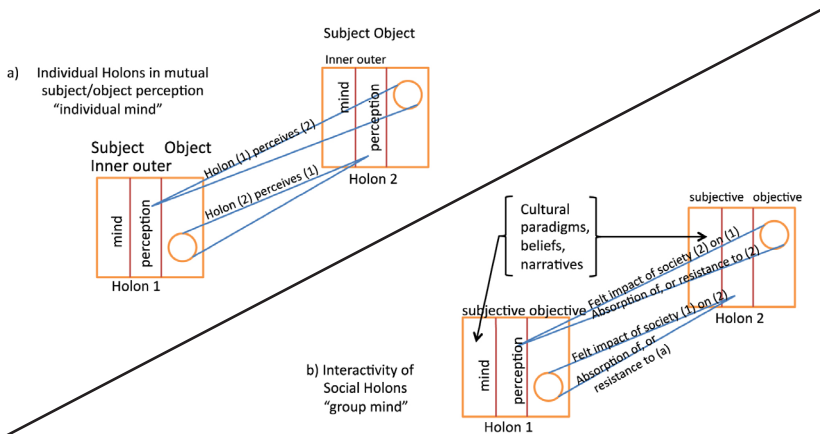 a) Individual Holons in mutual
subject/object perception
“individual mind”
Subject Object
Inner outer
mind
perception
Holon 2
Subject Object
Inner outer
mind
perception
Holon 1
Holon (1) perceives (2)
Holon (2) perceives (1)
Cultural
paradigms,
beliefs,
narratives
subjective objective
Holon 2
subjective objective
mind
perception
Holon 1
Felt impact of society (2) on (1)
Absorption of, or resistance to (2)
Felt impact of society (1) on (2)
Absorption of, or
resistance to (a)
b) Interactivity of
Social Holons
“group mind”